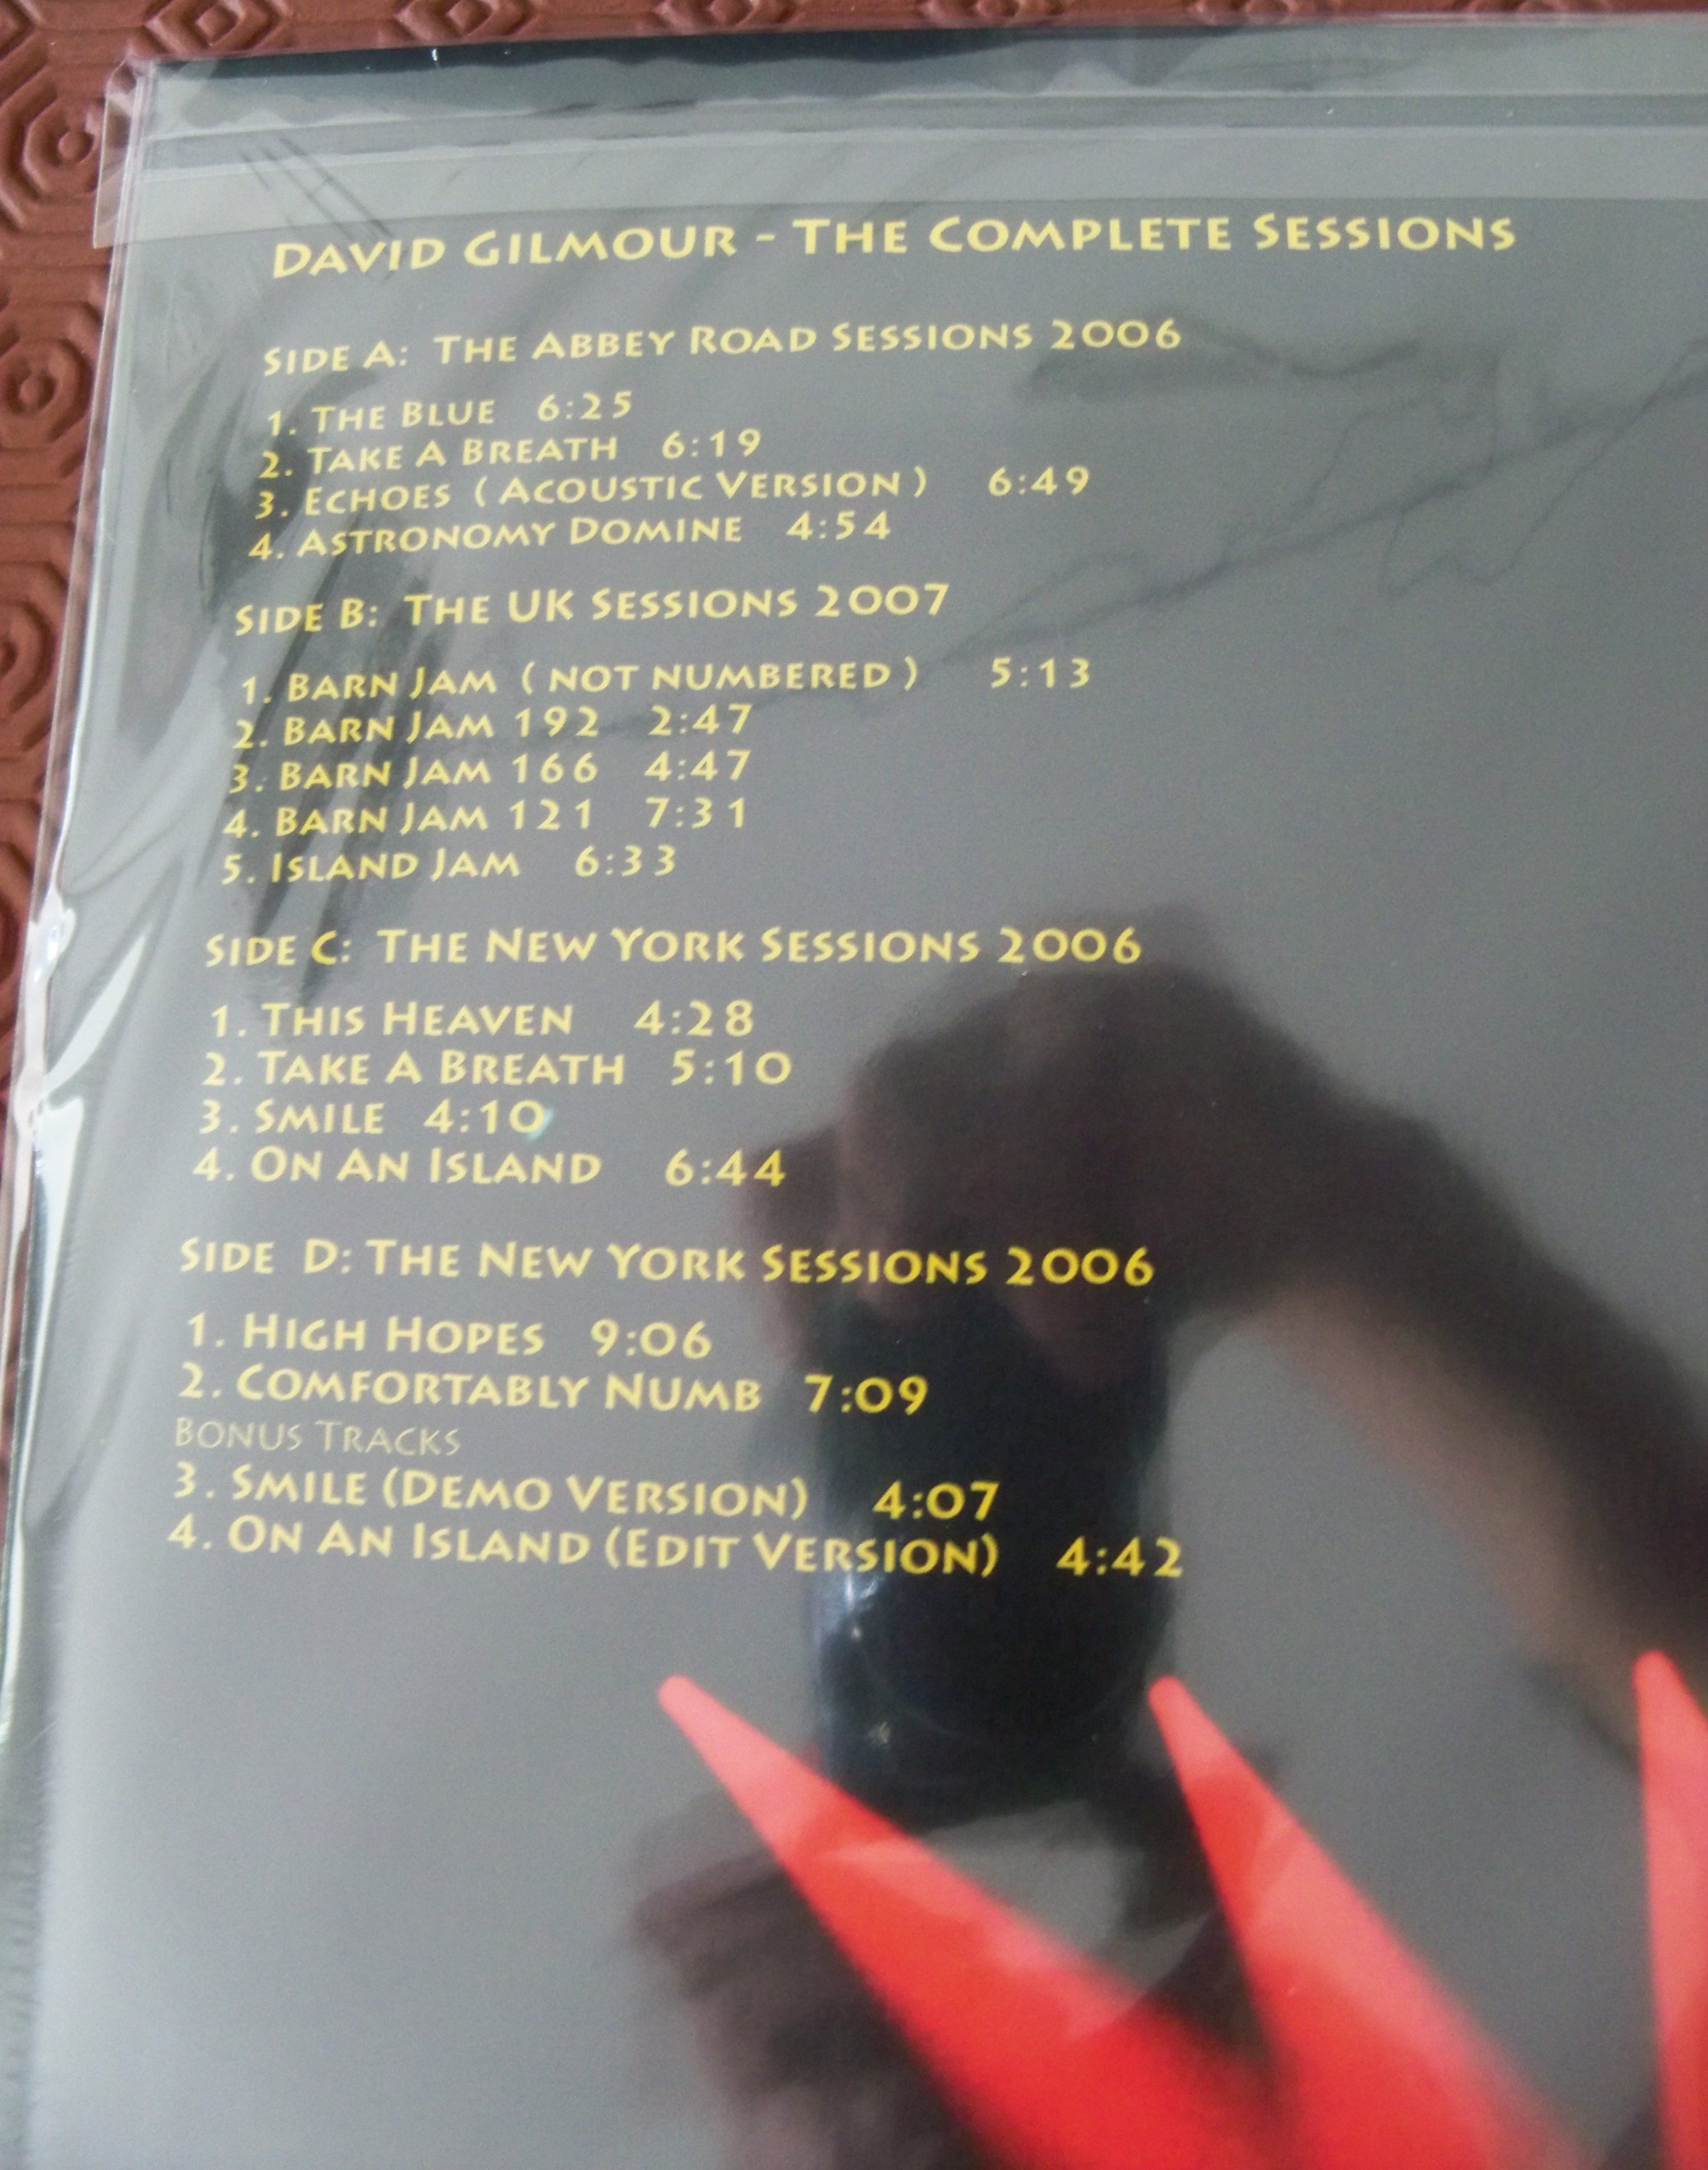 David Gilmour - The Complete Sessions
Side A: The Abbey Road Sessions 2006
1. The Blue 6:25
2. Take A Breath 6:19
3. Echoes ( Acoustic Version ) 6:49
4. Astronomy Domine 4:54
Side B: The UK Sessions 2007
1. Barn Jam ( not numbered ) 5:13
2. Barn Jam 192 2:47
3. Barn Jam 166 4:47
4. Barn Jam 121 7:31
5. Island Jam 6:33
Side C: The New York Sessions 2006
1. This Heaven 4:28
2. Take A Breath 5:10
3. Smile 4:10
4. On An Island 6:44
Side D: The New York Sessions 2006
1. High Hopes 9:06
2. Comfortably Numb 7:09
Bonus Tracks
3. Smile (Demo Version) 4:07
4. On An Island (Edit Version) 4:42